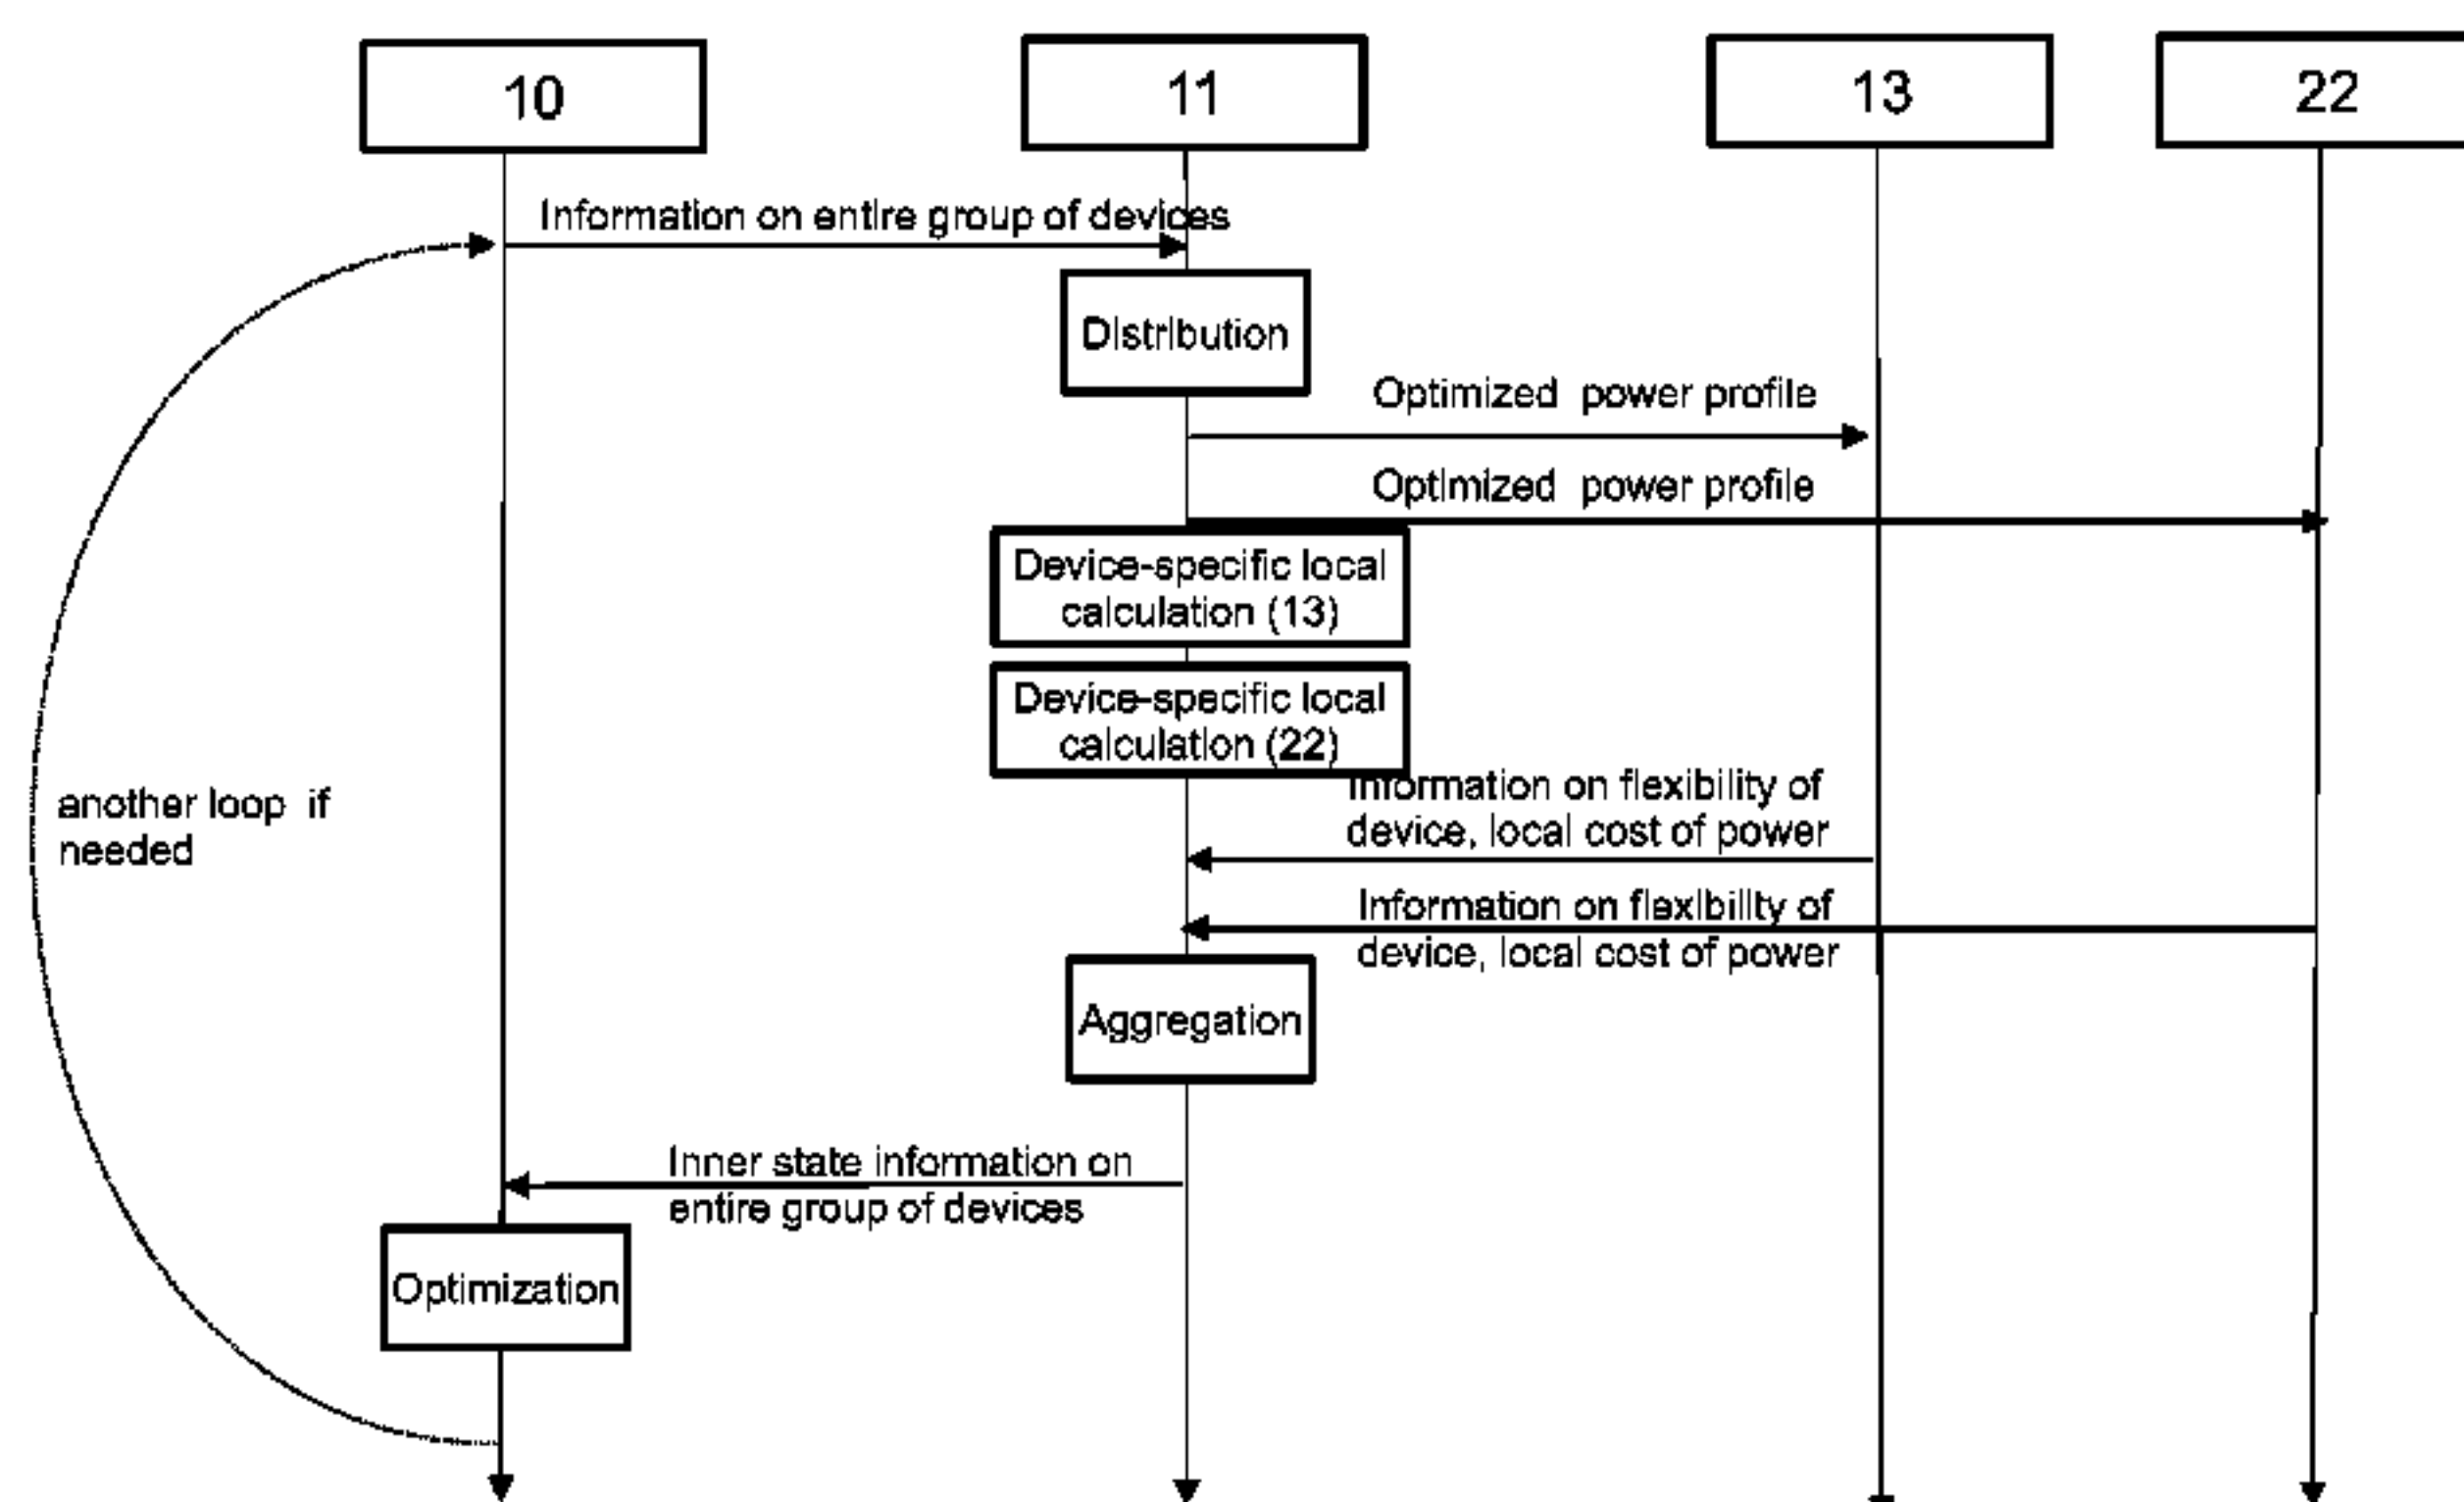 10
11
13
22
Information on entire group of devices
Distribution
Optimized power profile
Optimized power profile
Device-specific local
calculation (13)
Device-specific local
calculation (22)
Information on flexibility of
device, local cost of power
another loop if
needed
Information on flexibility of
device, local cost of power
Aggregation
Inner state information on
entire group of devices
Optimization